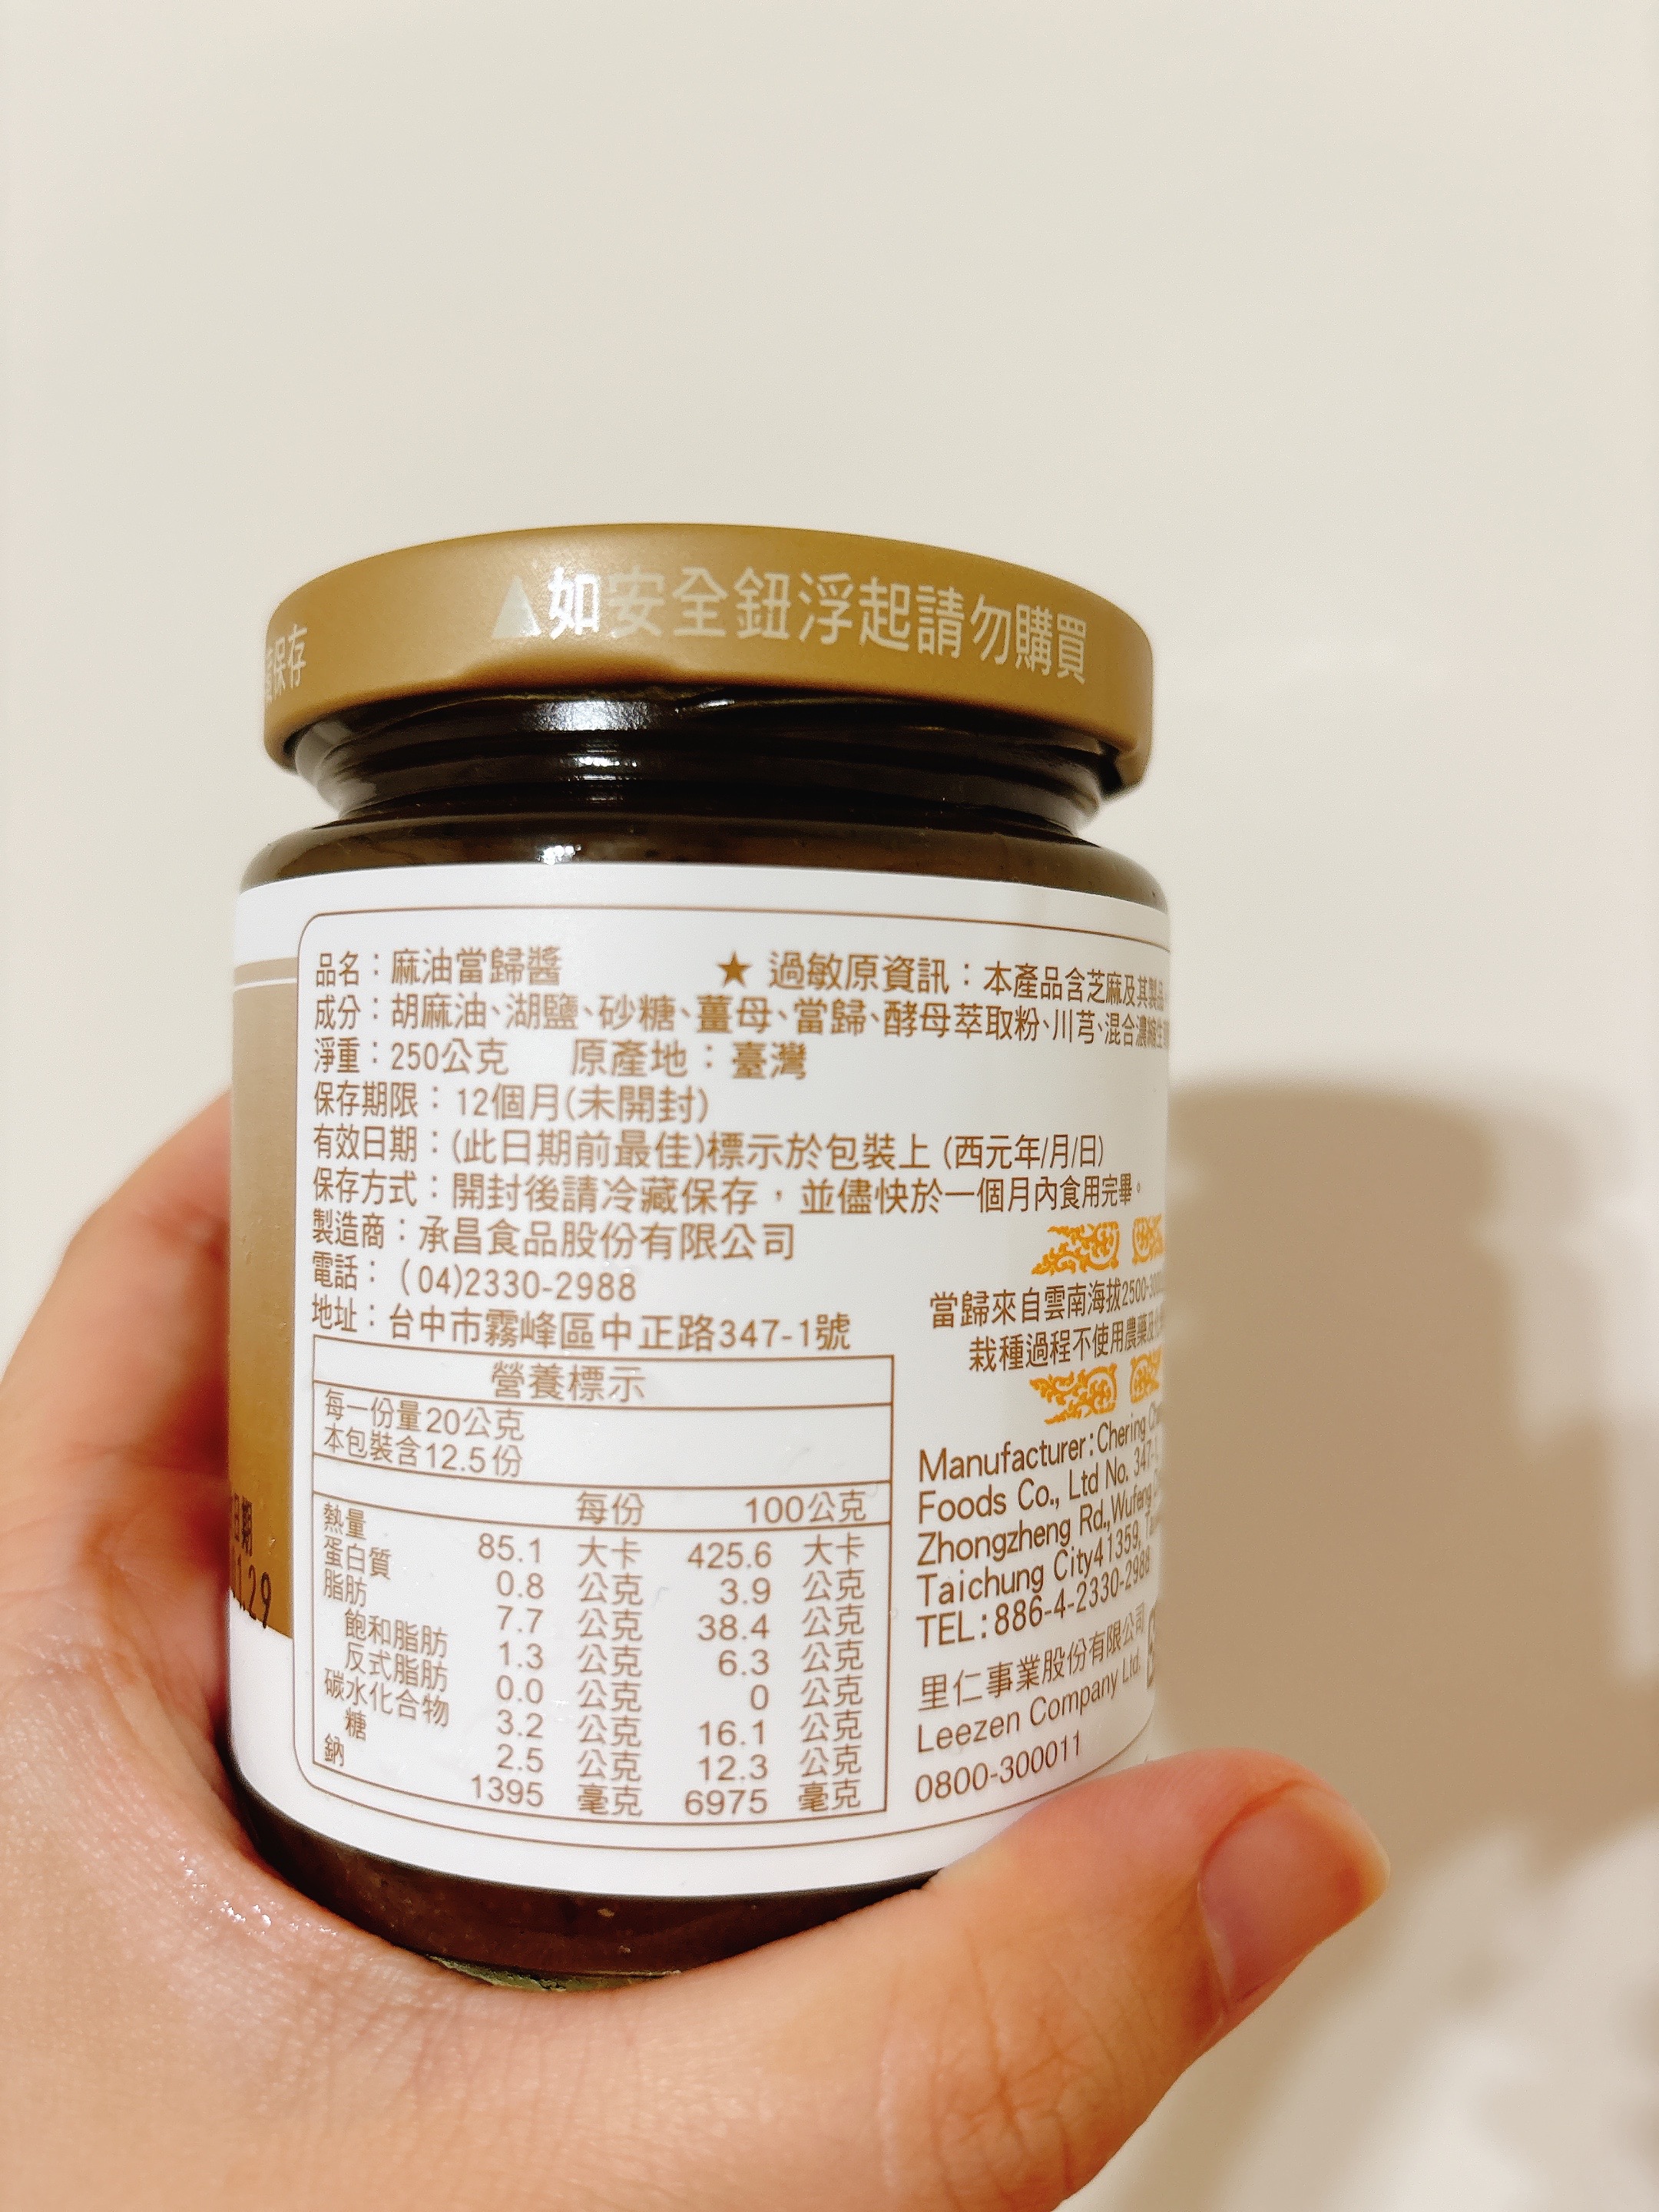 保存
▲如安全鈕浮起請勿購買
品名：麻油當歸醬 ★ 過敏原資訊：本產品含芝麻及其製品
成分：胡麻油、湖鹽、砂糖、薑母、當歸、酵母萃取粉、川芎、混合濃縮生
淨重：250公克 原產地：臺灣
保存期限：12個月(未開封)
有效日期：(此日期前最佳)標示於包裝上 (西元年/月/日)
保存方式：開封後請冷藏保存，並儘快於一個月內食用完畢。
製造商：承昌食品股份有限公司
電話：(04)2330-2988
地址：台中市霧峰區中正路347-1號
營養標示
每一份量20公克
本包裝含12.5份
每份 100公克
熱量 85.1 大卡 425.6 大卡
蛋白質 0.8 公克 3.9 公克
脂肪 7.7 公克 38.4 公克
飽和脂肪 1.3 公克 6.3 公克
反式脂肪 0.0 公克 0 公克
碳水化合物 3.2 公克 16.1 公克
糖 2.5 公克 12.3 公克
鈉 1395 毫克 6975 毫克
當歸來自雲南海拔2500-
栽種過程不使用農藥及
Manufacturer:Chering
Foods Co., Ltd No. 347-
Zhongzheng Rd.,Wufeng
Taichung City41359,
TEL:886-4-2330-2988
里仁事業股份有限公司
Leezen Company Ltd.
0800-300011
日期
1.29